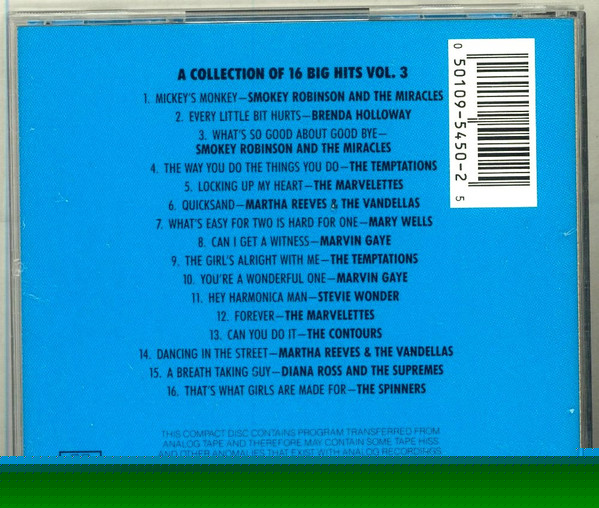 A COLLECTION OF 16 BIG HITS VOL. 3
1. MICKEY'S MONKEY—SMOKEY ROBINSON AND THE MIRACLES
2. EVERY LITTLE BIT HURTS—BRENDA HOLLOWAY
3. WHAT'S SO GOOD ABOUT GOOD BYE—
SMOKEY ROBINSON AND THE MIRACLES
4. THE WAY YOU DO THE THINGS YOU DO—THE TEMPTATIONS
5. LOCKING UP MY HEART—THE MARVELETTES
6. QUICKSAND—MARTHA REEVES & THE VANDELLAS
7. WHAT'S EASY FOR TWO IS HARD FOR ONE—MARY WELLS
8. CAN I GET A WITNESS—MARVIN GAYE
9. THE GIRL'S ALRIGHT WITH ME—THE TEMPTATIONS
10. YOU'RE A WONDERFUL ONE—MARVIN GAYE
11. HEY HARMONICA MAN—STEVIE WONDER
12. FOREVER—THE MARVELETTES
13. CAN YOU DO IT—THE CONTOURS
14. DANCING IN THE STREET—MARTHA REEVES & THE VANDELLAS
15. A BREATH TAKING GUY—DIANA ROSS AND THE SUPREMES
16. THAT'S WHAT GIRLS ARE MADE FOR—THE SPINNERS
THIS COMPACT DISC CONTAINS PROGRAM TRANSFERRED FROM
ANALOG TAPE AND THEREFORE MAY CONTAIN SOME TAPE HISS
AND OTHER ANOMALIES THAT EXIST WITH ANALOG RECORDINGS
0 50109-5450-2 5